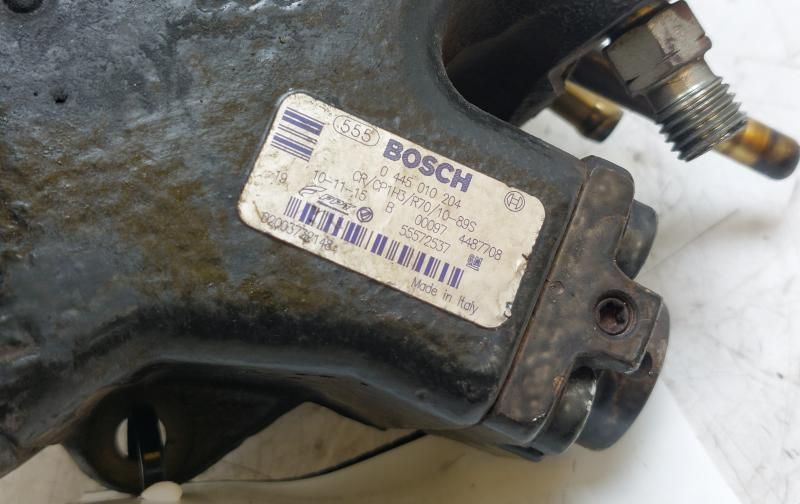 555
BOSCH
0 445 010 204
CR/CP1H3/R70/10-89S
19 10-11-15 B 00097 4487708
55572537
Made in Italy